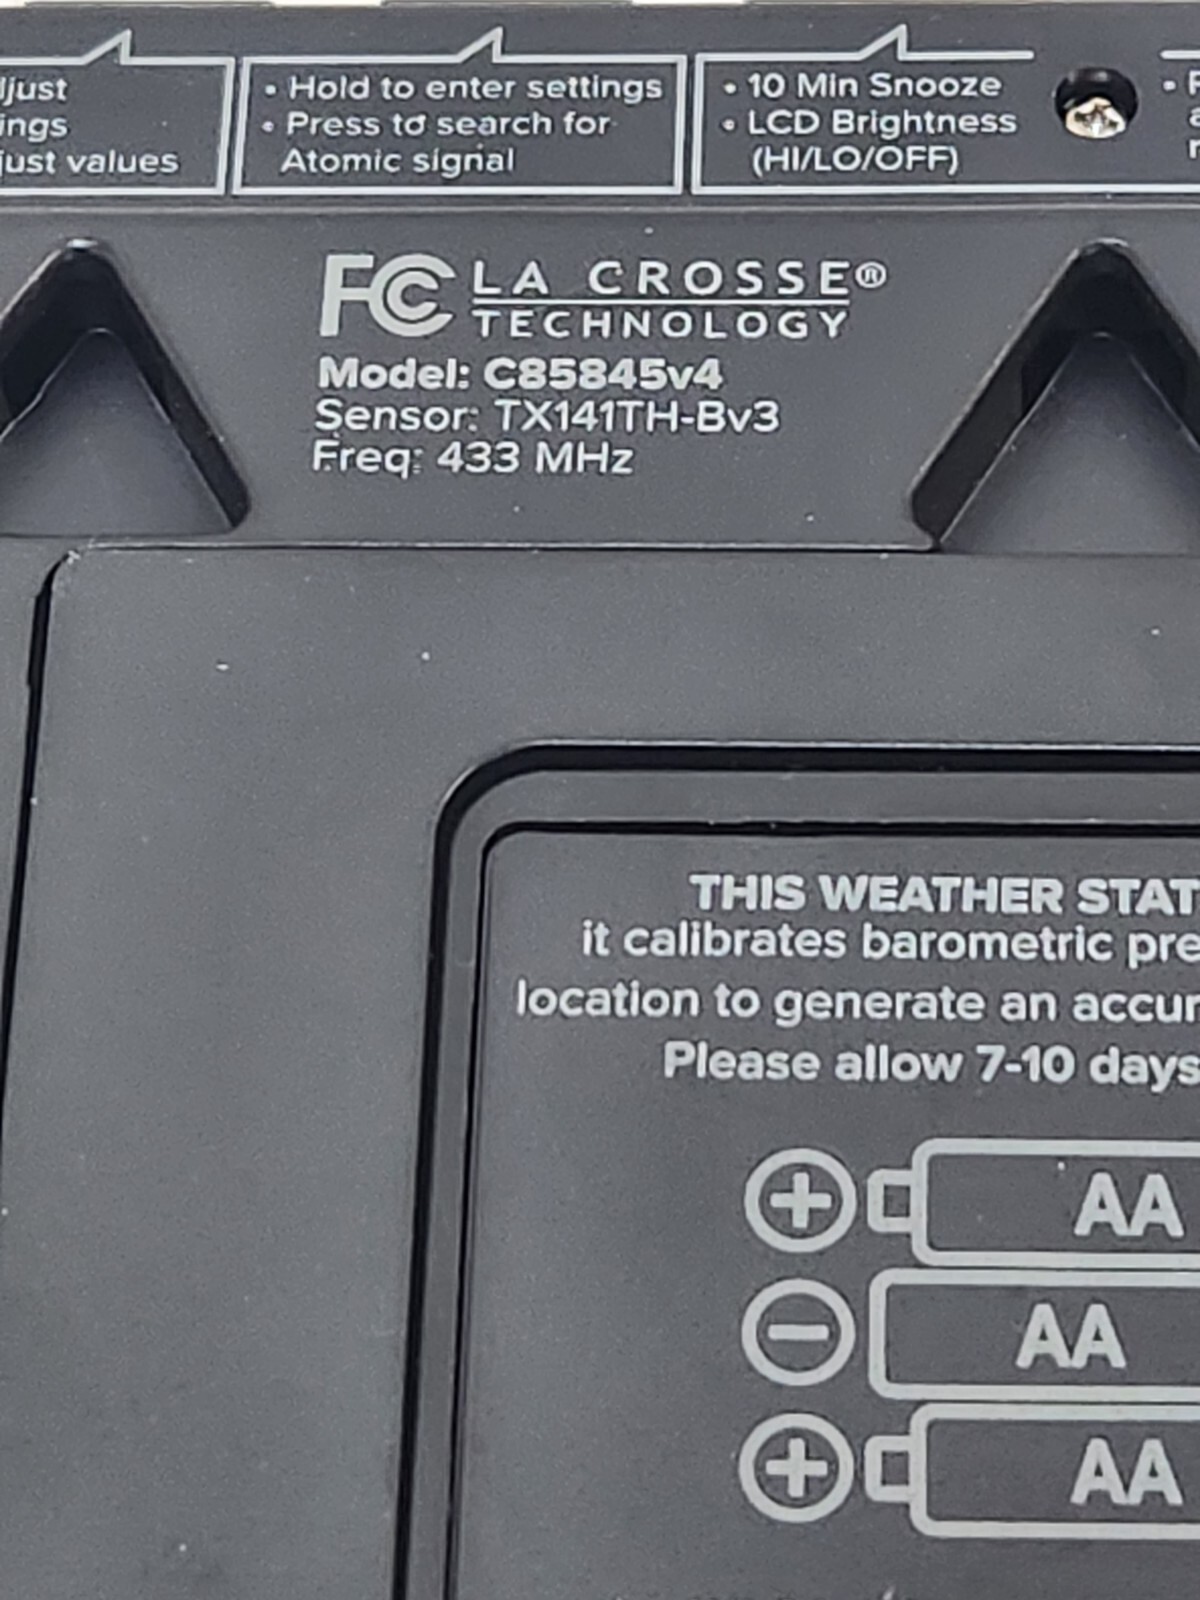 just
ings
just values
• Hold to enter settings
• Press to search for
Atomic signal
• 10 Min Snooze
• LCD Brightness
(HI/LO/OFF)
FC LA CROSSE®
TECHNOLOGY
Model: C85845v4
Sensor: TX141TH-Bv3
Freq: 433 MHz
THIS WEATHER STAT
it calibrates barometric pre
location to generate an accur
Please allow 7-10 days
+ AA
− AA
+ AA